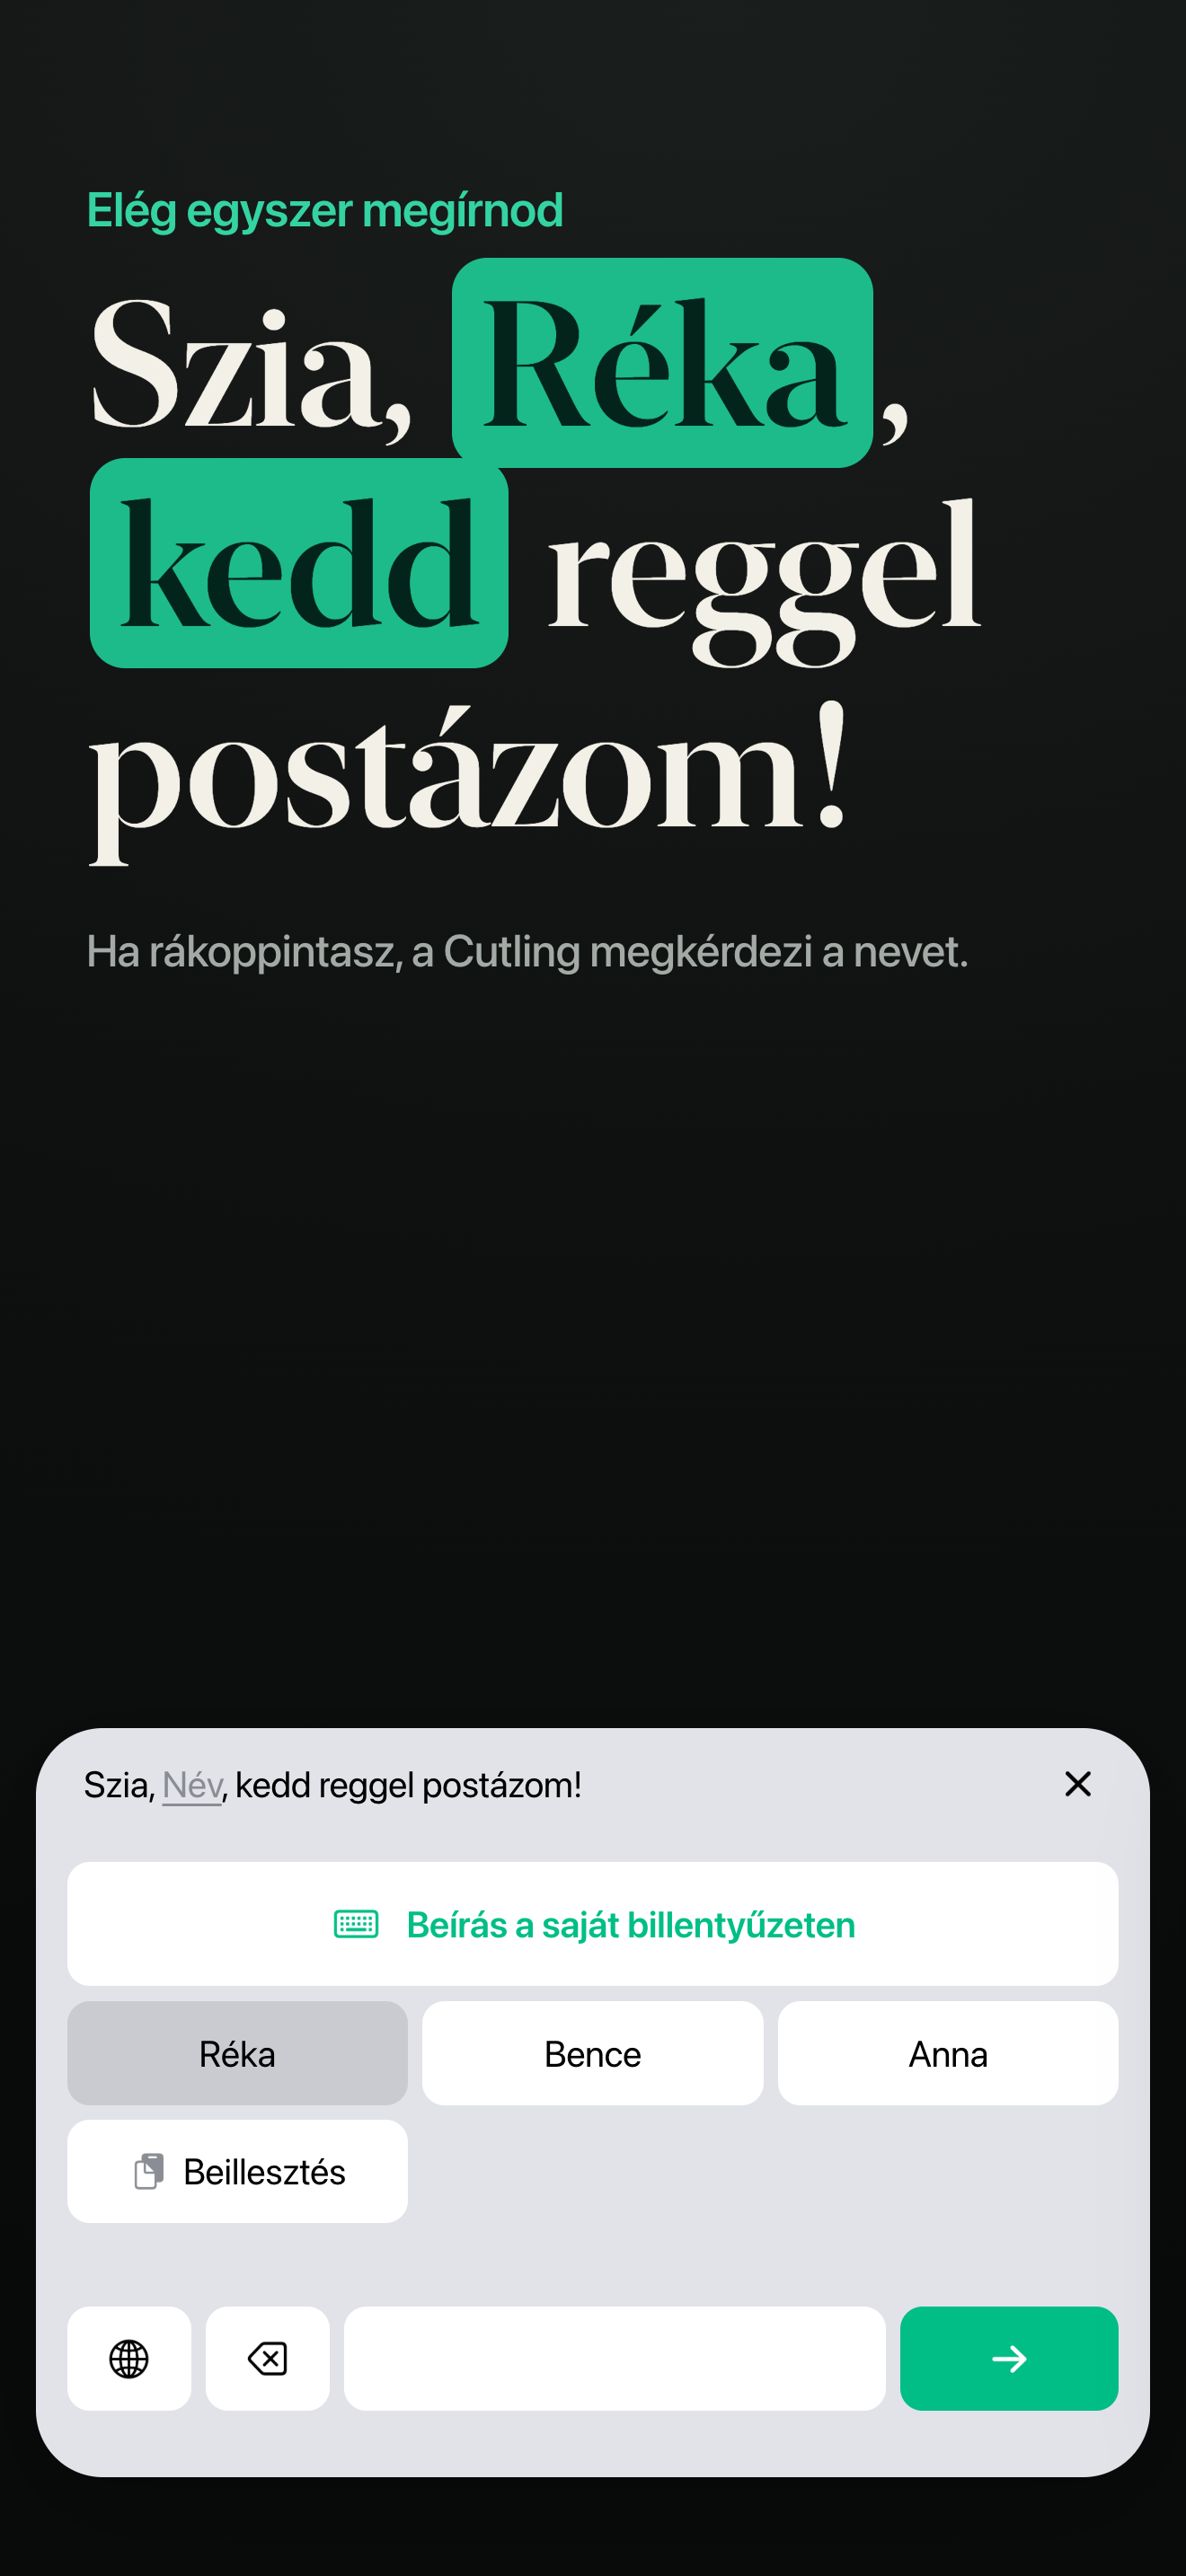 Elég egyszer megírnod
Szia, Réka,
kedd reggel
postázom!
Ha rákoppintasz, a Cutling megkérdezi a nevet.
Szia, Név, kedd reggel postázom!
Beírás a saját billentyűzeten
Réka
Bence
Anna
Beillesztés